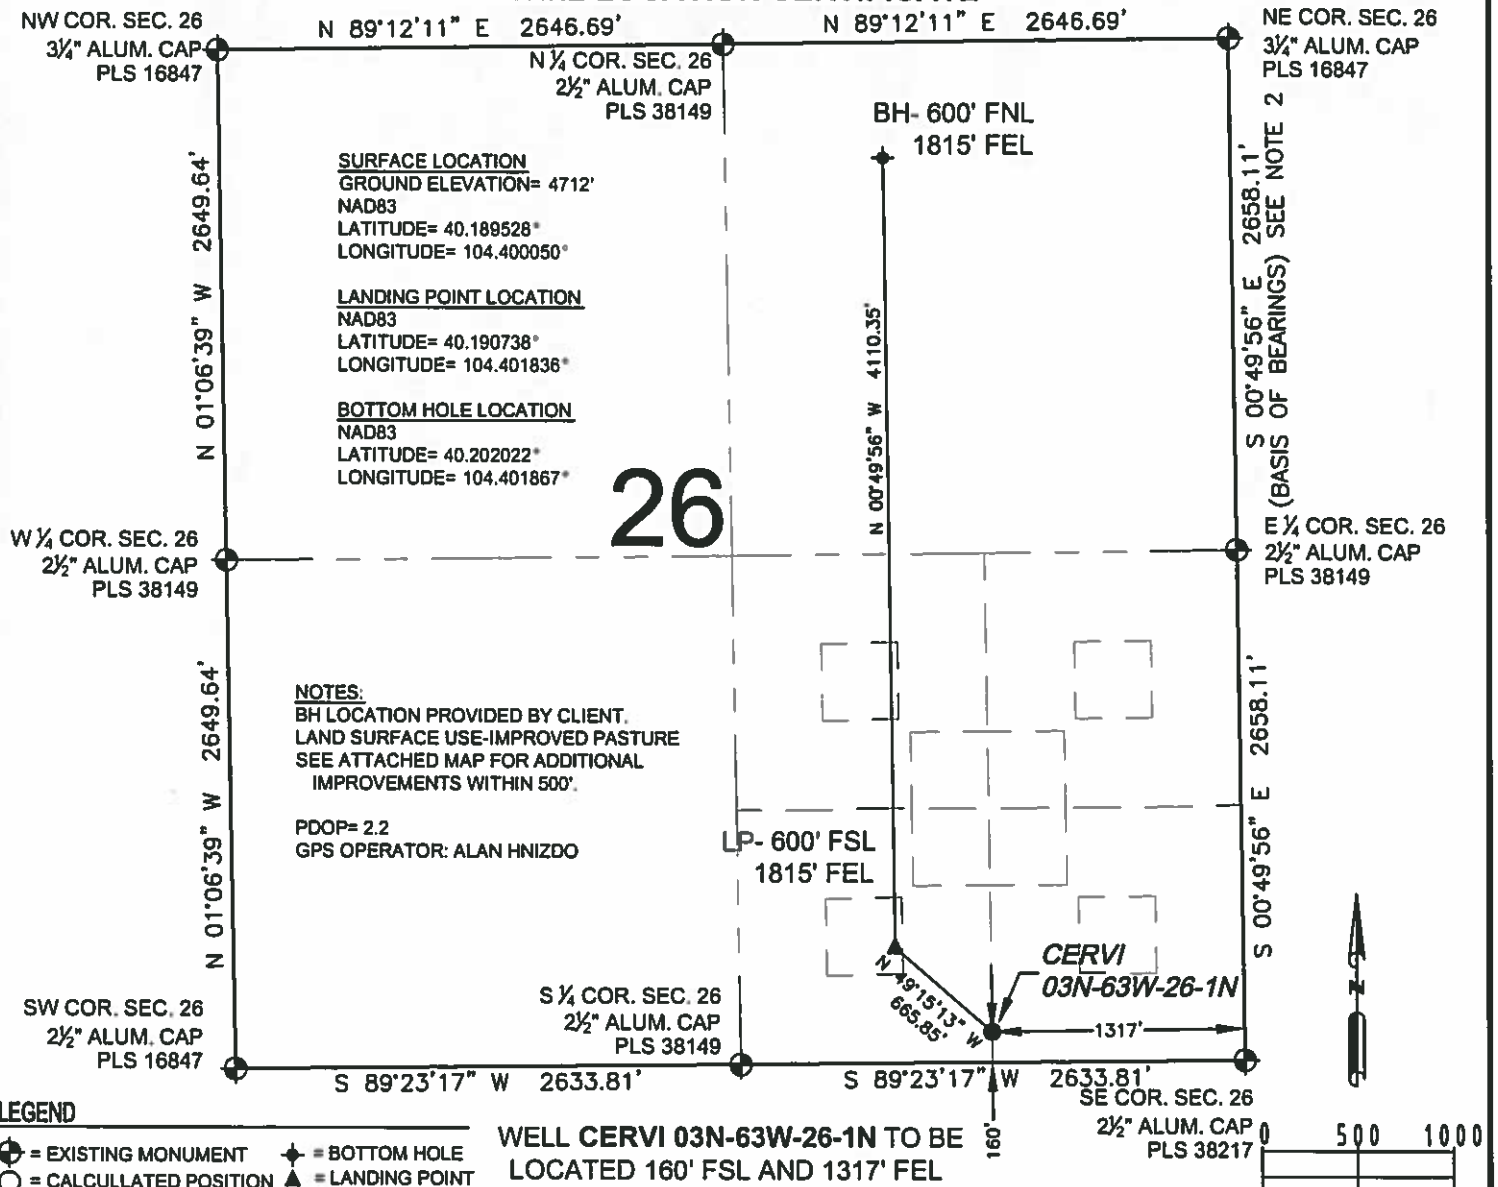 NW COR. SEC. 26
3¼" ALUM. CAP
PLS 16847
N 89°12'11" E 2646.69'
N ¼ COR. SEC. 26
2½" ALUM. CAP
PLS 38149
N 89°12'11" E 2646.69'
NE COR. SEC. 26
3¼" ALUM. CAP
PLS 16847
BH- 600' FNL
1815' FEL
SURFACE LOCATION
GROUND ELEVATION= 4712'
NAD83
LATITUDE= 40.189528°
LONGITUDE= 104.400050°
LANDING POINT LOCATION
NAD83
LATITUDE= 40.190738°
LONGITUDE= 104.401836°
BOTTOM HOLE LOCATION
NAD83
LATITUDE= 40.202022°
LONGITUDE= 104.401867°
N 01°06'39" W 2649.64'
N 00°49'56" W 4110.35'
S 00°49'56" E 2658.11'
(BASIS OF BEARINGS) SEE NOTE 2
26
W ¼ COR. SEC. 26
2½" ALUM. CAP
PLS 38149
E ¼ COR. SEC. 26
2½" ALUM. CAP
PLS 38149
N 01°06'39" W 2649.64'
NOTES:
BH LOCATION PROVIDED BY CLIENT.
LAND SURFACE USE-IMPROVED PASTURE
SEE ATTACHED MAP FOR ADDITIONAL
IMPROVEMENTS WITHIN 500'.
PDOP= 2.2
GPS OPERATOR: ALAN HNIZDO
LP- 600' FSL
1815' FEL
S 00°49'56" E 2658.11'
N 49°15'13" W
665.85'
CERVI
03N-63W-26-1N
1317'
N
SW COR. SEC. 26
2½" ALUM. CAP
PLS 16847
S ¼ COR. SEC. 26
2½" ALUM. CAP
PLS 38149
S 89°23'17" W 2633.81'
S 89°23'17" W 2633.81'
SE COR. SEC. 26
2½" ALUM. CAP
PLS 38217
160'
LEGEND
= EXISTING MONUMENT
= BOTTOM HOLE
= CALCULLATED POSITION
= LANDING POINT
WELL CERVI 03N-63W-26-1N TO BE
LOCATED 160' FSL AND 1317' FEL
0 500 1000